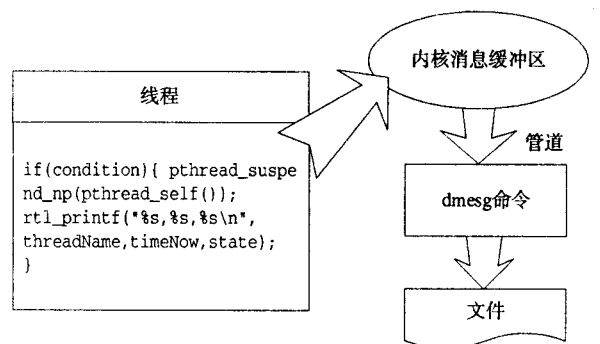 线程
if(condition){ pthread_suspe
nd_np(pthread_self());
rtl_printf("%s,%s,%s\n",
threadName,timeNow,state);
}
内核消息缓冲区
管道
dmesg命令
文件